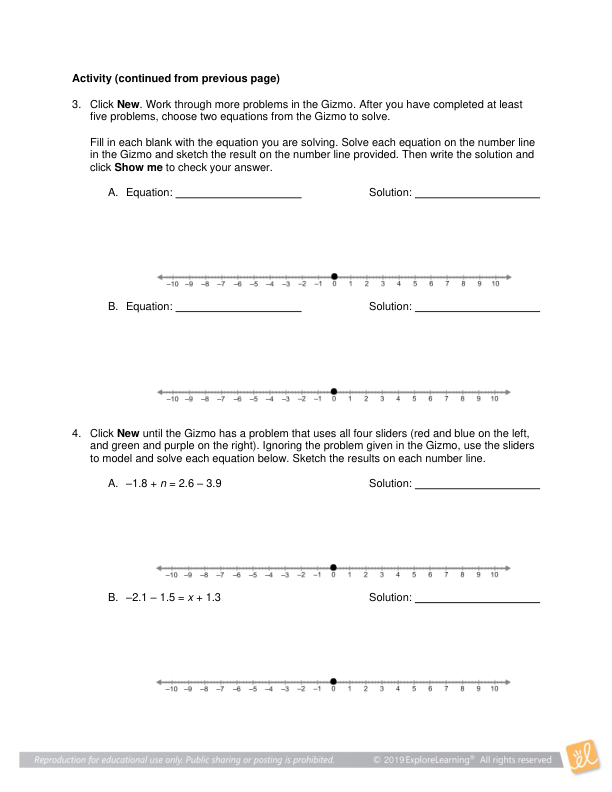 Activity (continued from previous page)
3. Click New. Work through more problems in the Gizmo. After you have completed at least
five problems, choose two equations from the Gizmo to solve.
Fill in each blank with the equation you are solving. Solve each equation on the number line
in the Gizmo and sketch the result on the number line provided. Then write the solution and
click Show me to check your answer.
A. Equation: ____________________ Solution: ____________________
–10 –9 –8 –7 –6 –5 –4 –3 –2 –1 0 1 2 3 4 5 6 7 8 9 10
B. Equation: ____________________ Solution: ____________________
–10 –9 –8 –7 –6 –5 –4 –3 –2 –1 0 1 2 3 4 5 6 7 8 9 10
4. Click New until the Gizmo has a problem that uses all four sliders (red and blue on the left,
and green and purple on the right). Ignoring the problem given in the Gizmo, use the sliders
to model and solve each equation below. Sketch the results on each number line.
A. –1.8 + n = 2.6 – 3.9 Solution: ____________________
–10 –9 –8 –7 –6 –5 –4 –3 –2 –1 0 1 2 3 4 5 6 7 8 9 10
B. –2.1 – 1.5 = x + 1.3 Solution: ____________________
–10 –9 –8 –7 –6 –5 –4 –3 –2 –1 0 1 2 3 4 5 6 7 8 9 10
Reproduction for educational use only. Public sharing or posting is prohibited. © 2019 ExploreLearning® All rights reserved